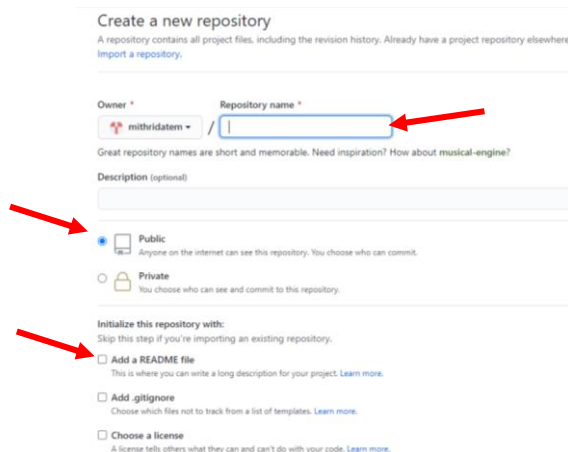 Create a new repository
A repository contains all project files, including the revision history. Already have a project repository elsewhere
Import a repository.
Owner * Repository name *
mithridatem /
Great repository names are short and memorable. Need inspiration? How about musical-engine?
Description (optional)
Public
Anyone on the internet can see this repository. You choose who can commit.
Private
You choose who can see and commit to this repository.
Initialize this repository with:
Skip this step if you're importing an existing repository.
Add a README file
This is where you can write a long description for your project. Learn more.
Add .gitignore
Choose which files not to track from a list of templates. Learn more.
Choose a license
A license tells others what they can and can't do with your code. Learn more.